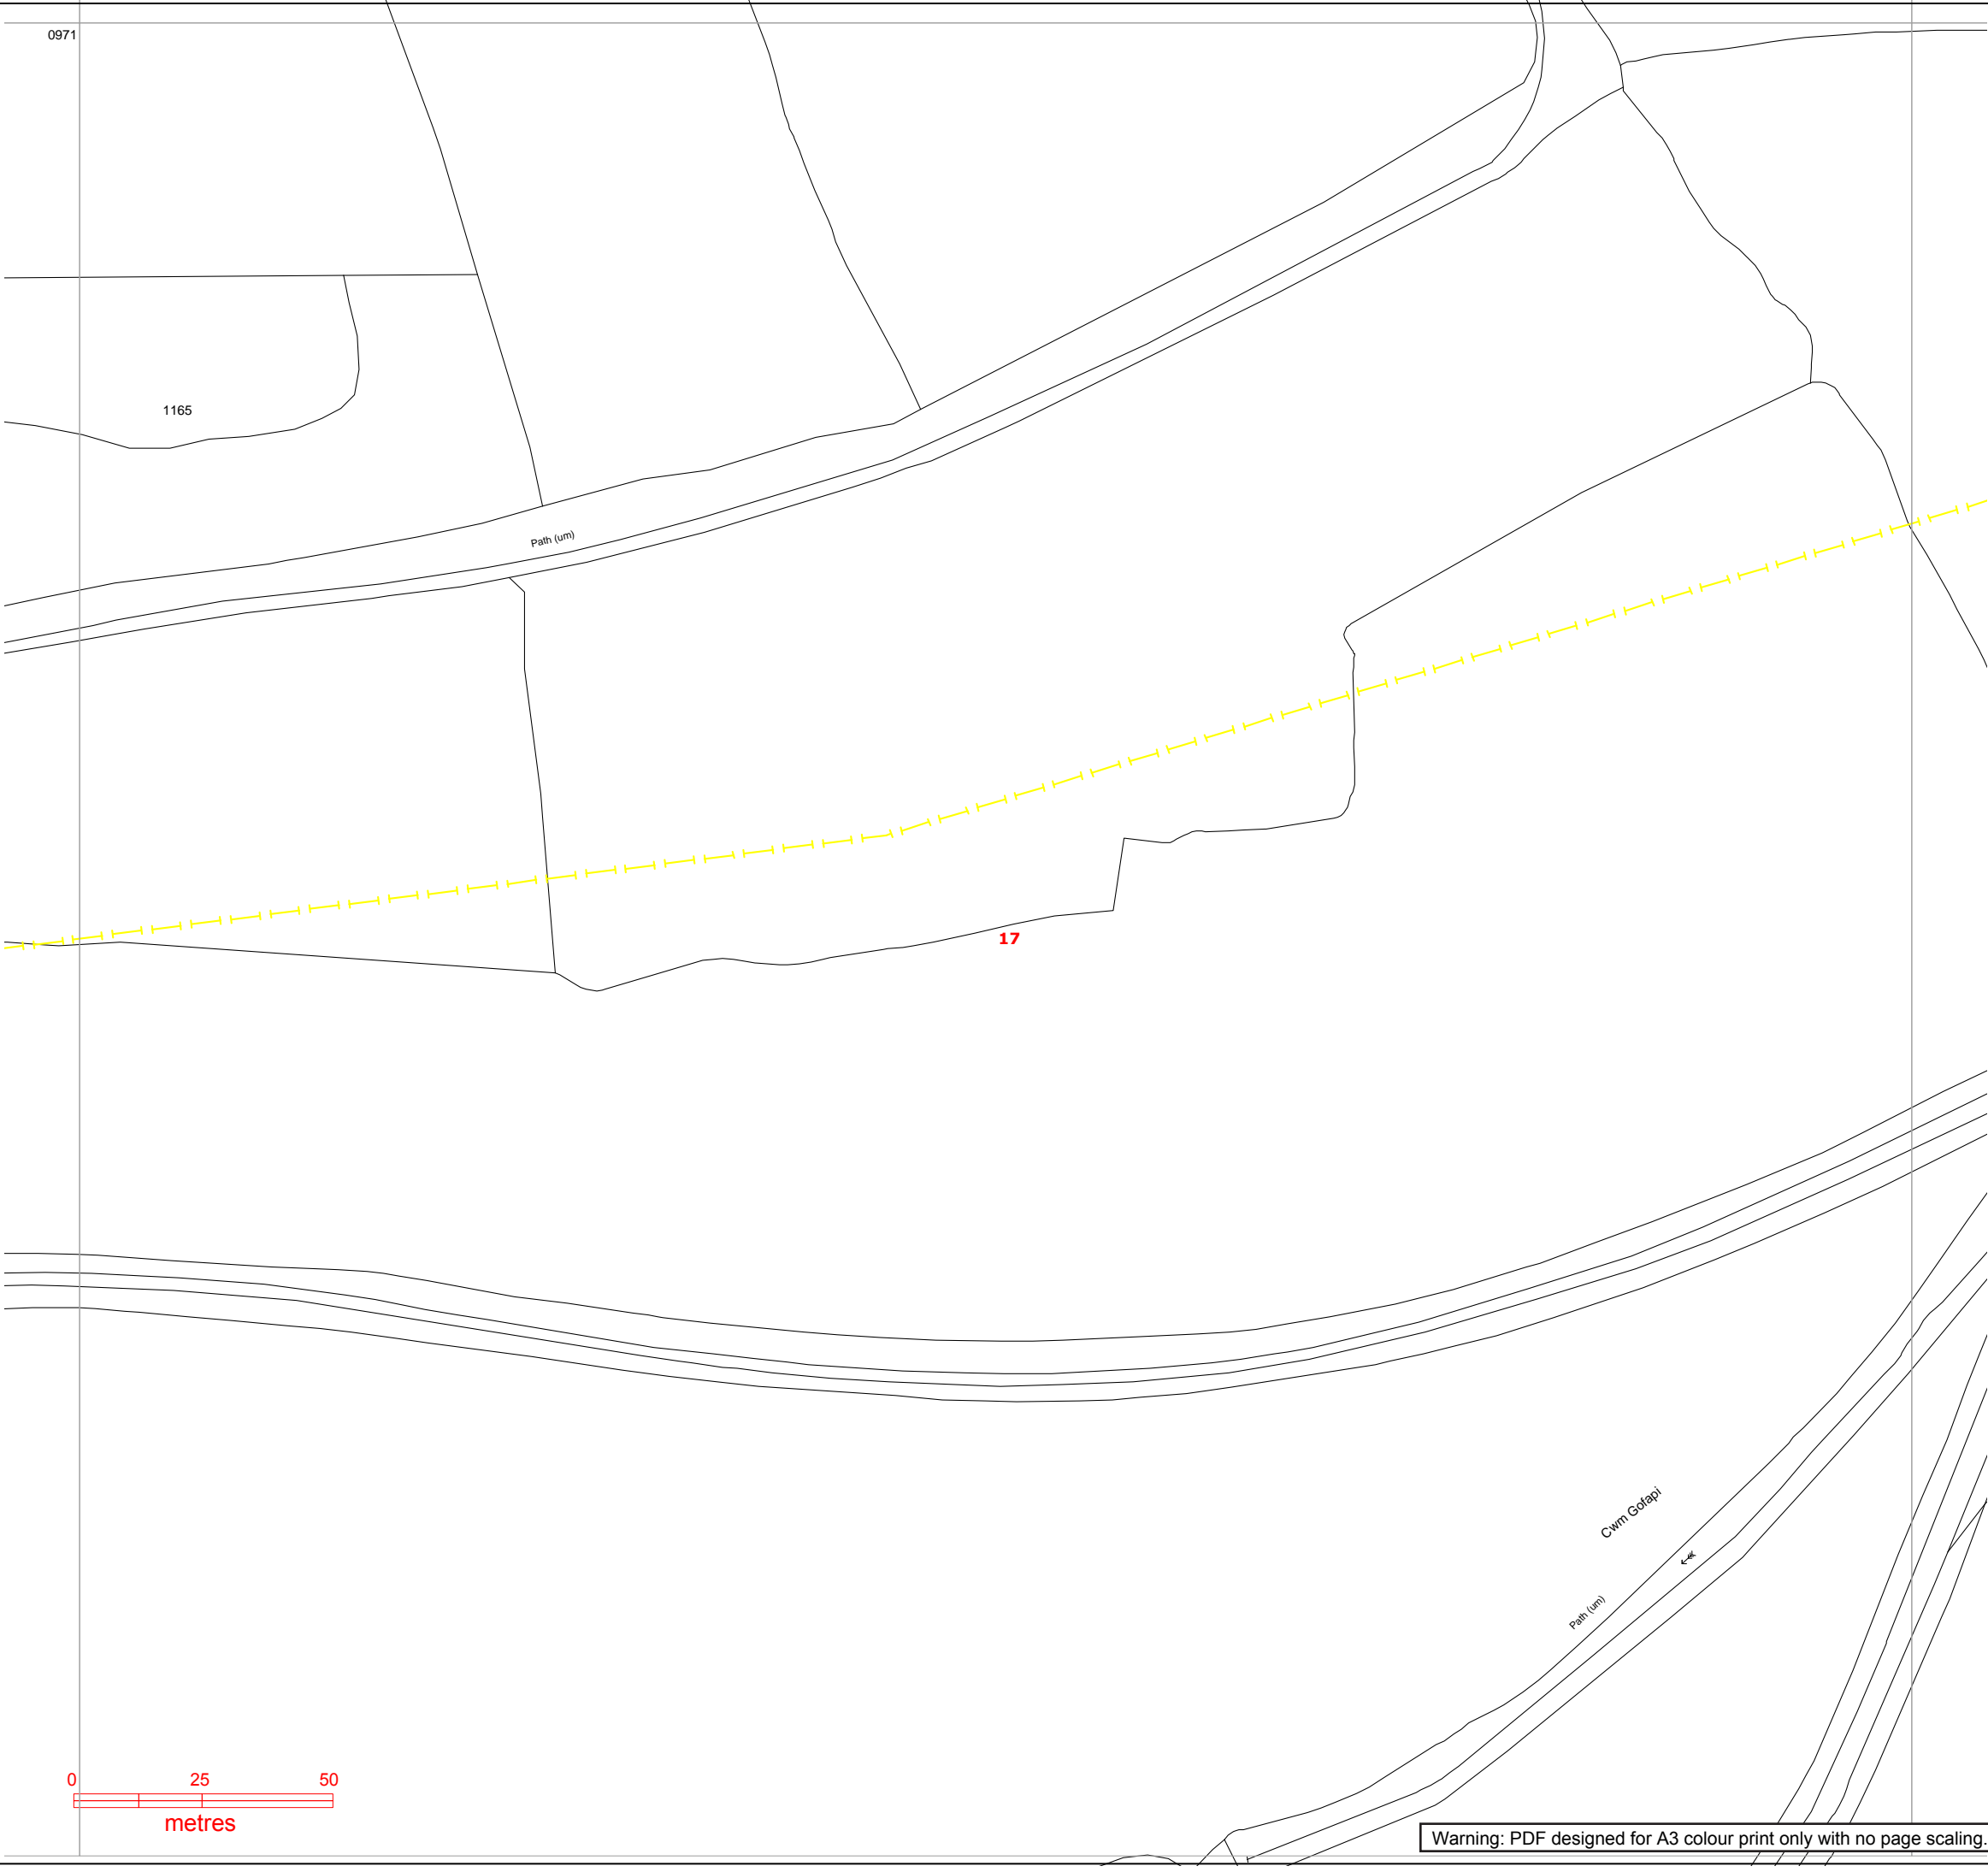 0971
1165
Path (um)
17
Cwm Gofapi
Path (um)
0 25 50
metres
Warning: PDF designed for A3 colour print only with no page scaling.